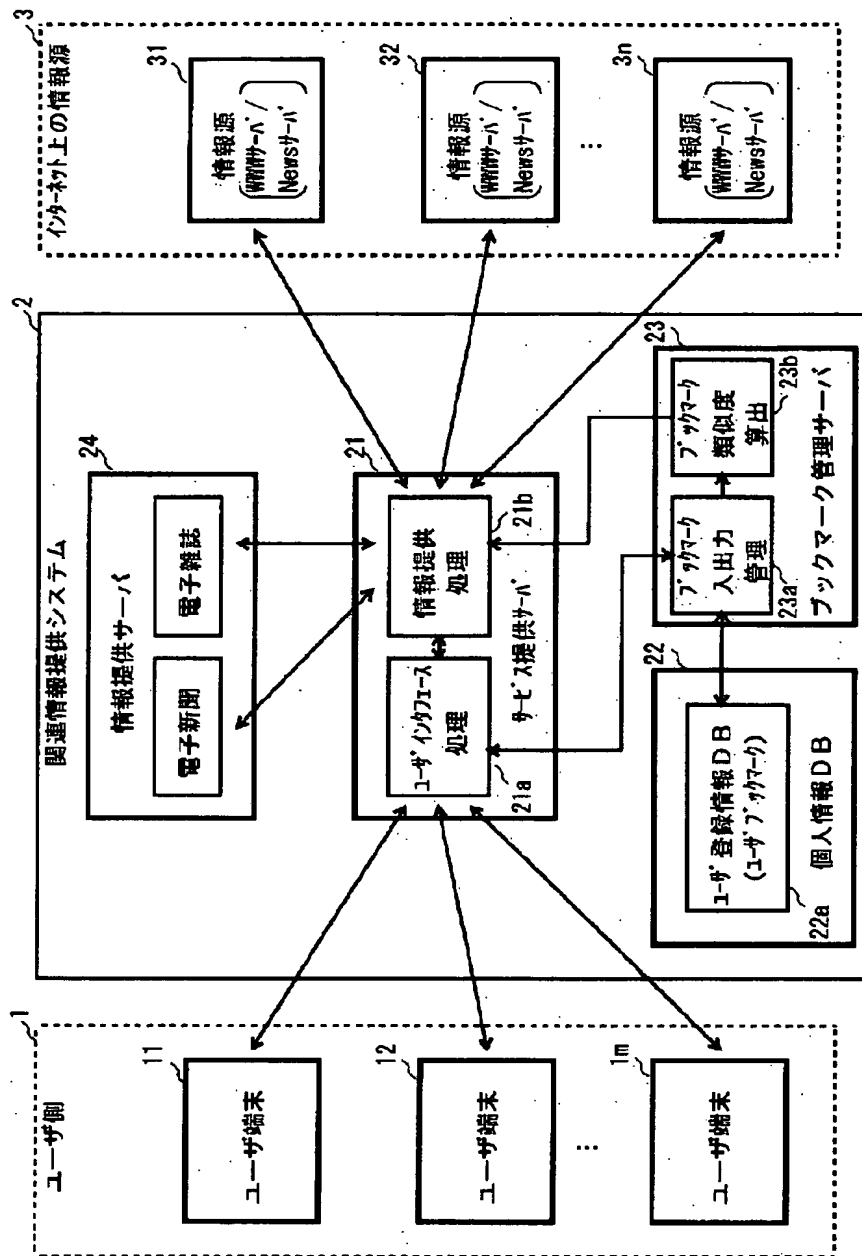 ユーザ側
1
ユーザ端末
11
ユーザ端末
12
⋮
ユーザ端末
1m
関連情報提供システム
2
情報提供サーバ
24
電子新聞
電子雑誌
21
ユーザインタフェース
処理
21a
情報提供
処理
21b
サービス提供サーバ
22
ユーザ登録情報DB
(ユーザブックマーク)
22a
個人情報DB
23
ブックマーク
入出力
管理
23a
ブックマーク
類似度
算出
23b
ブックマーク管理サーバ
インターネット上の情報源
3
31
情報源
(WWWサーバ/
Newsサーバ)
32
情報源
(WWWサーバ/
Newsサーバ)
⋮
3n
情報源
(WWWサーバ/
Newsサーバ)